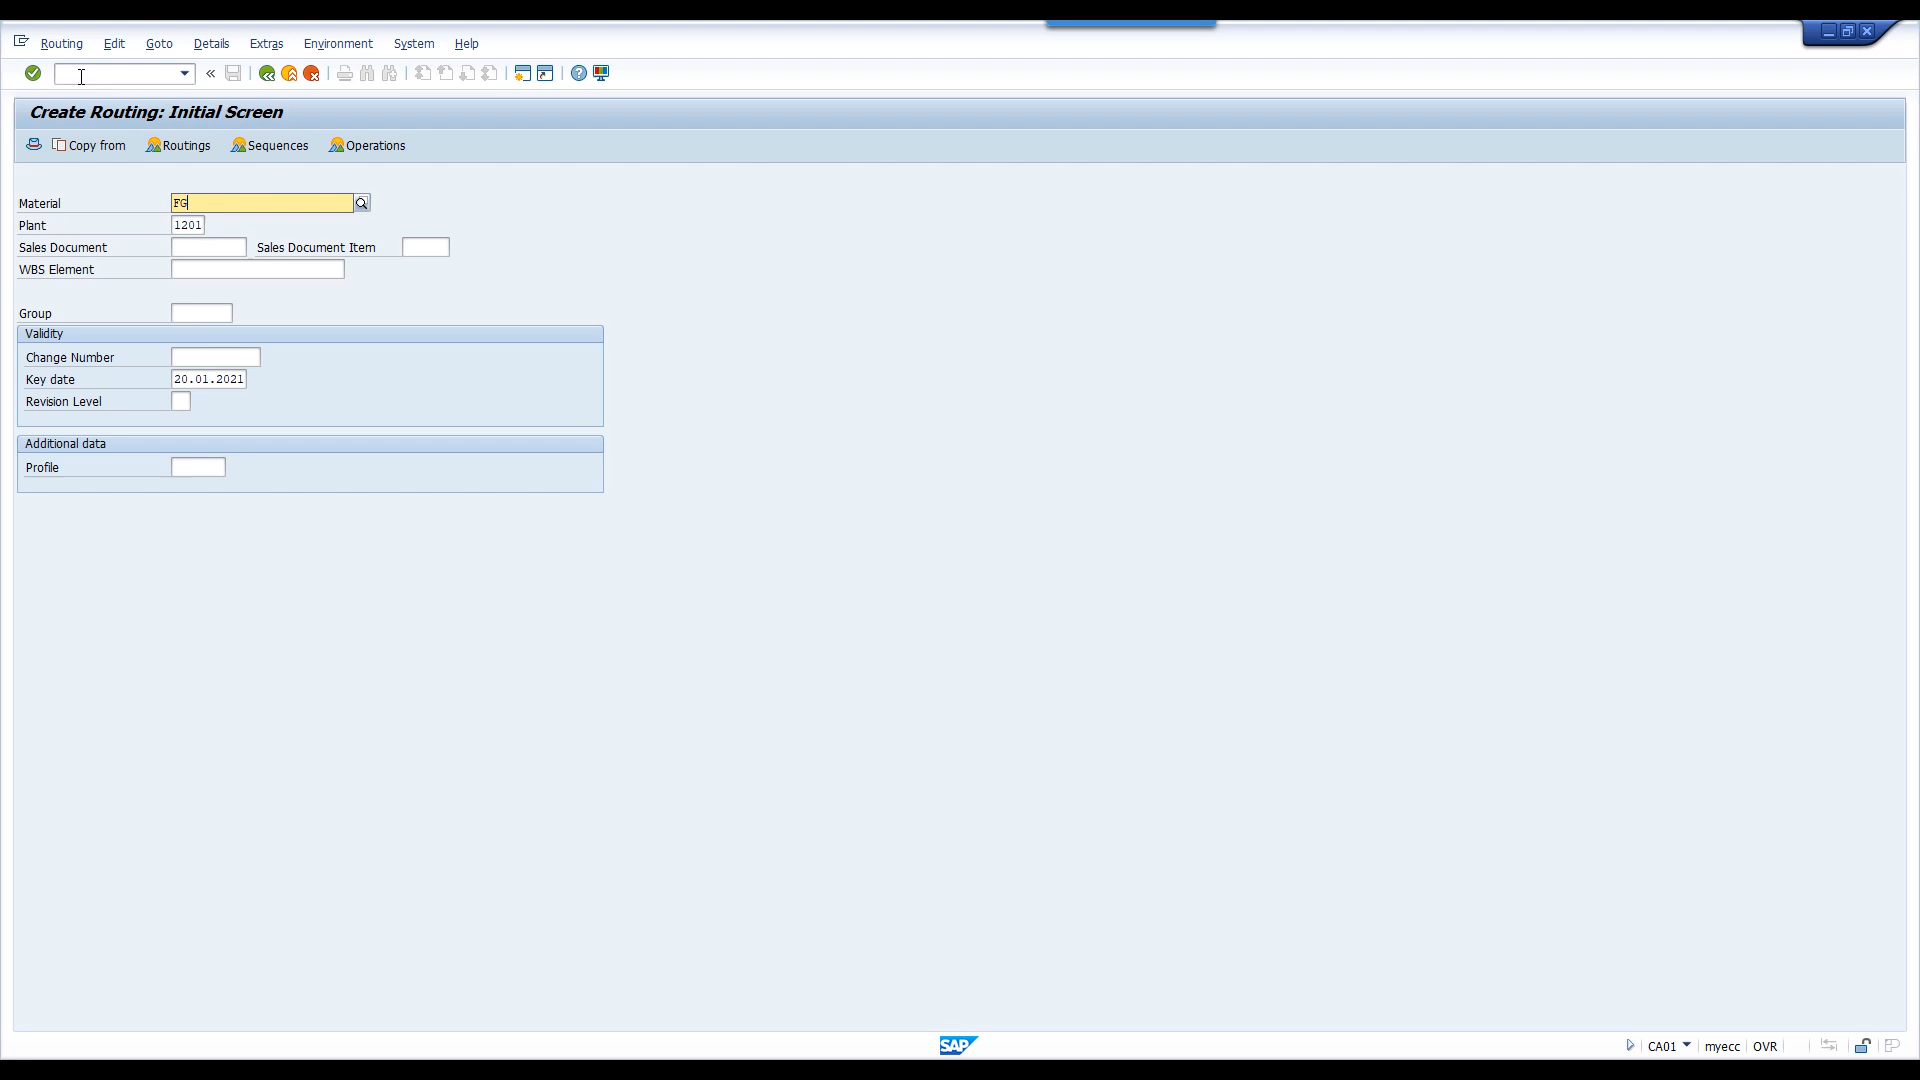 Routing Edit Goto Details Extras Environment System Help
Create Routing: Initial Screen
Copy from Routings Sequences Operations
Material FG
Plant 1201
Sales Document Sales Document Item
WBS Element
Group
Validity
Change Number
Key date 20.01.2021
Revision Level
Additional data
Profile
SAP CA01 myecc OVR